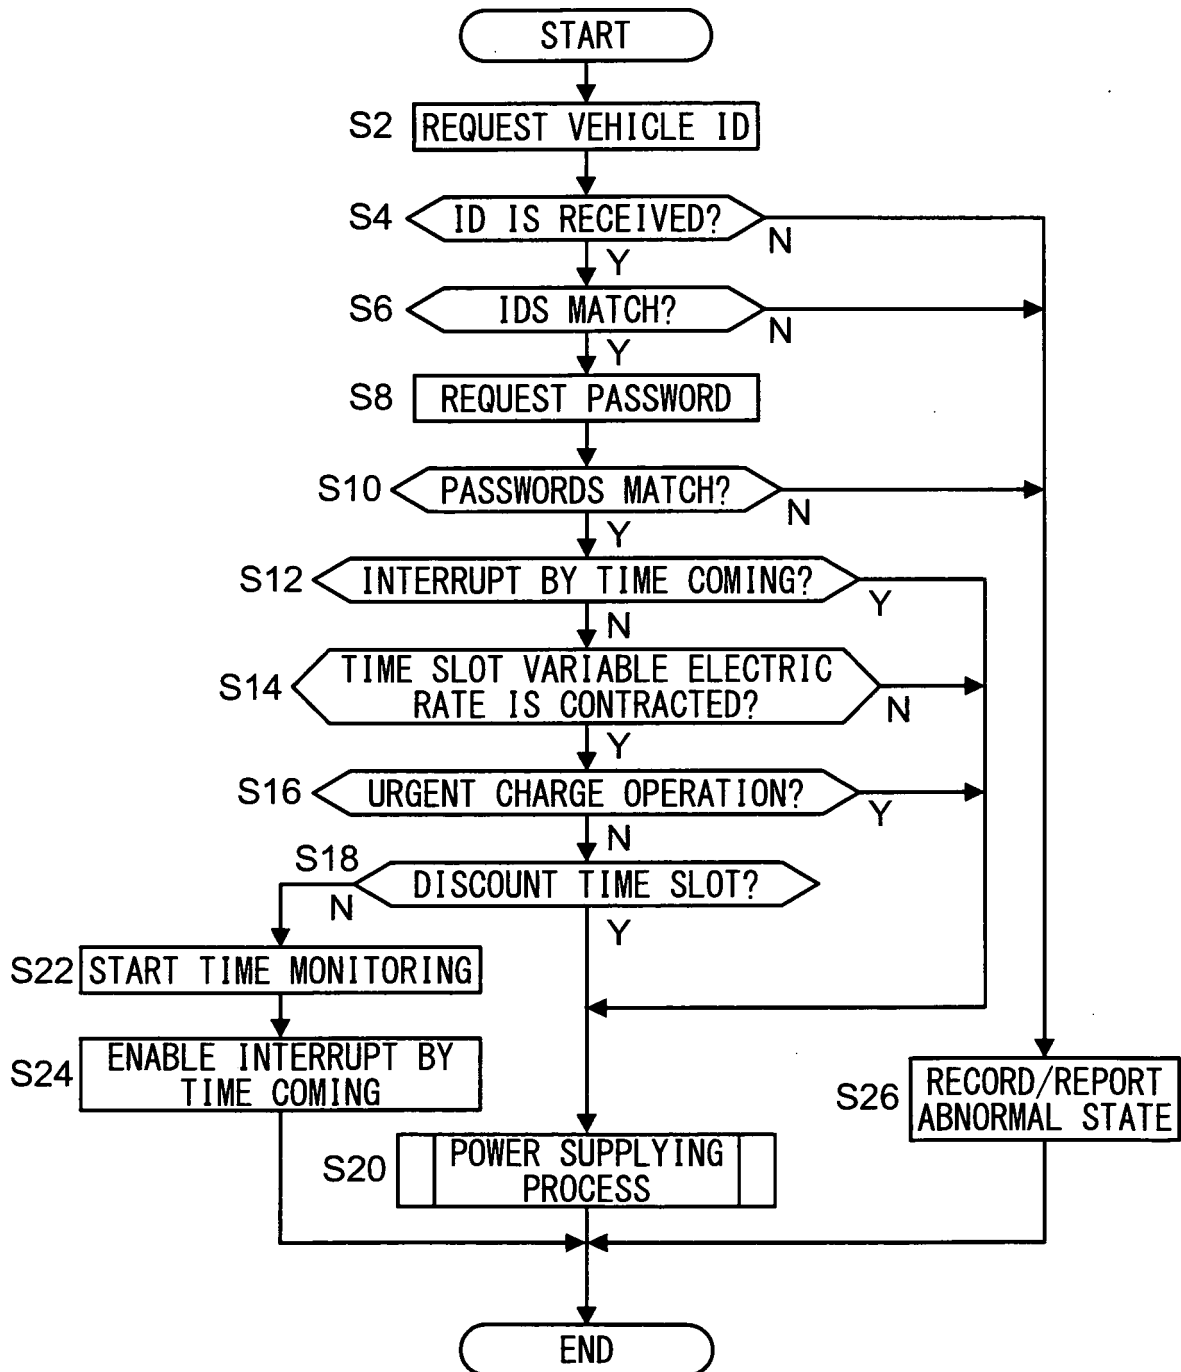 START
S2 REQUEST VEHICLE ID
S4 ID IS RECEIVED?
N
Y
S6 IDS MATCH?
N
Y
S8 REQUEST PASSWORD
S10 PASSWORDS MATCH?
N
Y
S12 INTERRUPT BY TIME COMING?
Y
N
S14 TIME SLOT VARIABLE ELECTRIC
RATE IS CONTRACTED?
N
Y
S16 URGENT CHARGE OPERATION?
Y
N
S18 DISCOUNT TIME SLOT?
N
Y
S22 START TIME MONITORING
S24 ENABLE INTERRUPT BY
TIME COMING
S26 RECORD/REPORT
ABNORMAL STATE
S20 POWER SUPPLYING
PROCESS
END